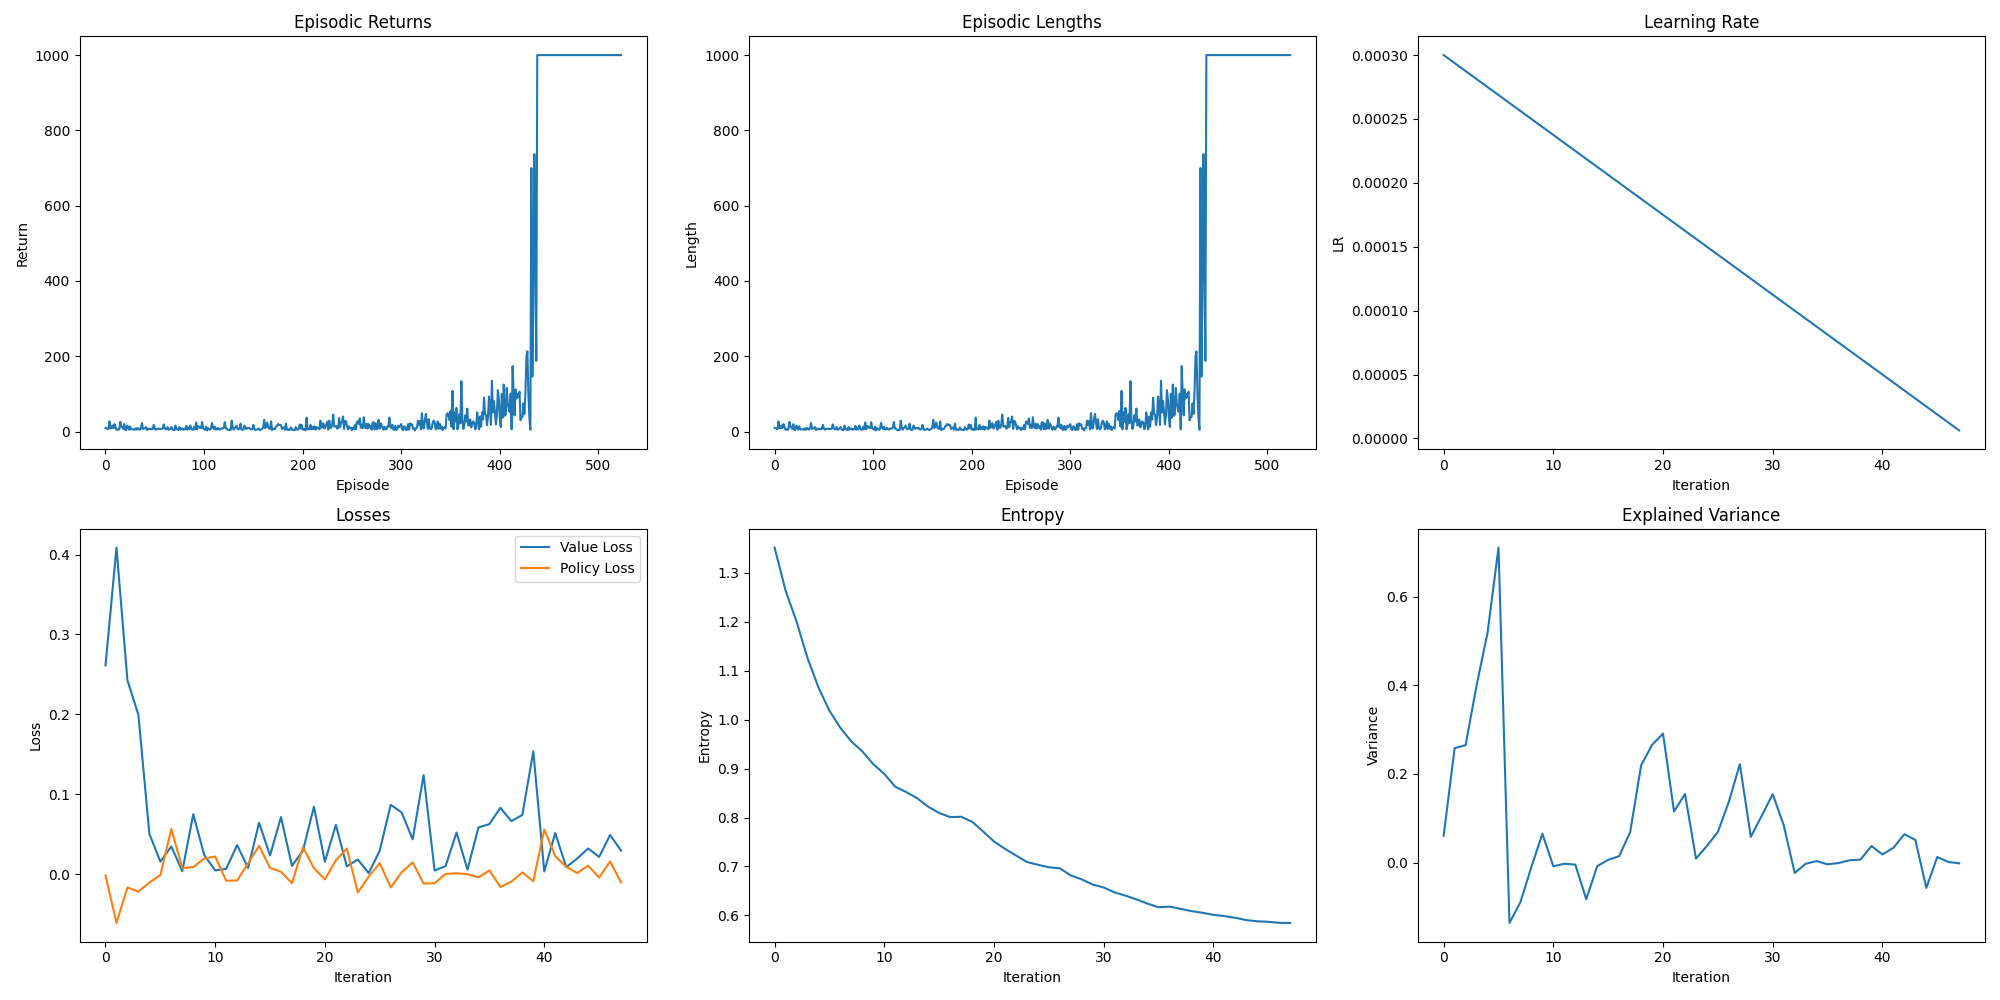 Episodic Returns
1000
800
600
400
200
0
Return
0 100 200 300 400 500
Episode
Episodic Lengths
1000
800
600
400
200
0
Length
0 100 200 300 400 500
Episode
Learning Rate
0.00030
0.00025
0.00020
0.00015
0.00010
0.00005
0.00000
LR
0 10 20 30 40
Iteration
Losses
Value Loss
Policy Loss
0.4
0.3
0.2
0.1
0.0
Loss
0 10 20 30 40
Iteration
Entropy
1.3
1.2
1.1
1.0
0.9
0.8
0.7
0.6
Entropy
0 10 20 30 40
Iteration
Explained Variance
0.6
0.4
0.2
0.0
Variance
0 10 20 30 40
Iteration